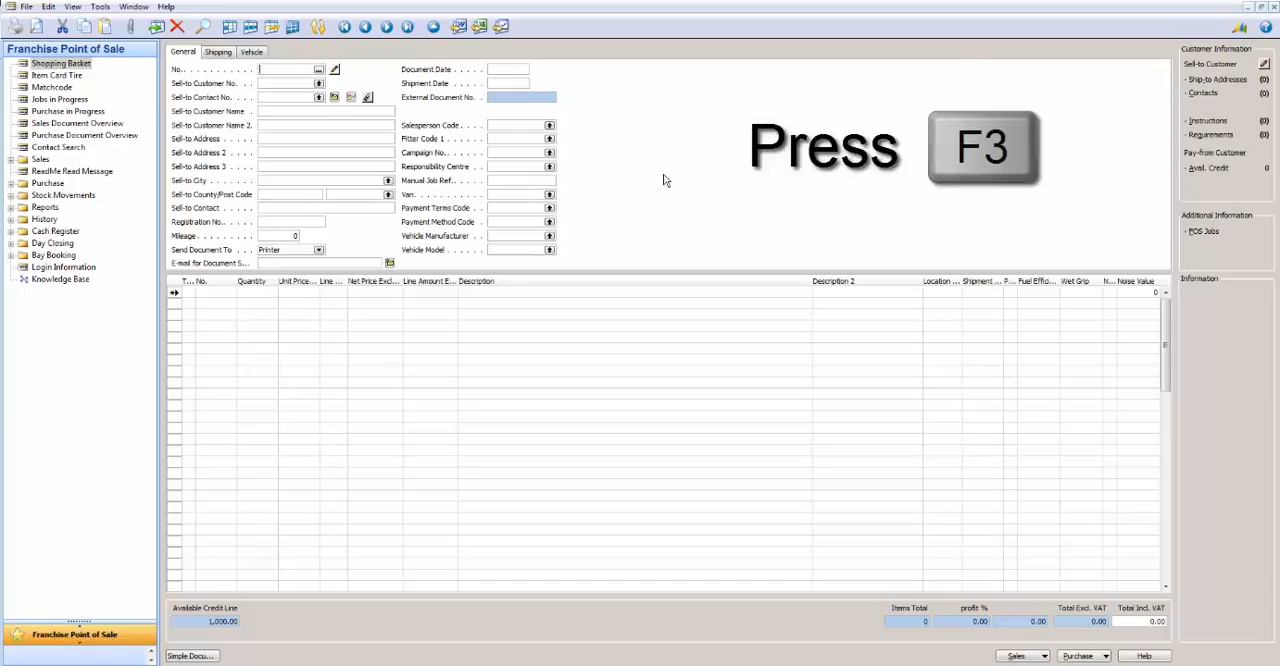 File Edit View Tools Window Help
Franchise Point of Sale
Shopping Basket
Item Card Tire
Matchcode
Jobs in Progress
Purchase in Progress
Sales Document Overview
Purchase Document Overview
Contact Search
Sales
ReadMe Read Message
Purchase
Stock Movements
Reports
History
Cash Register
Day Closing
Bay Booking
Login Information
Knowledge Base
Franchise Point of Sale
General Shipping Vehicle
No. . . . . . . . . . . .
Sell-to Customer No. .
Sell-to Contact No. . .
Sell-to Customer Name .
Sell-to Customer Name 2.
Sell-to Address . . .
Sell-to Address 2 . .
Sell-to Address 3 . .
Sell-to City . . . . .
Sell-to County/Post Code
Sell-to Contact . . .
Registration No. . . .
Mileage . . . . . . . 0
Send Document To . . Printer
E-mail for Document S...
Document Date . . . . .
Shipment Date . . . . .
External Document No. .
Salesperson Code . . . .
Fitter Code 1 . . . . .
Campaign No. . . . . . .
Responsibility Centre . .
Manual Job Ref. . . . .
Van. . . . . . . . . . .
Payment Terms Code . .
Payment Method Code
Vehicle Manufacturer . .
Vehicle Model . . . . .
Press F3
T... No. Quantity Unit Price... Line ... Net Price Excl... Line Amount E... Description Description 2 Location ... Shipment ... P... Fuel Effici... Wet Grip N... Noise Value
0
Available Credit Line Items Total profit % Total Excl. VAT Total Incl. VAT
1,000.00 0 0.00 0.00 0.00 0.00
Simple Docu... Sales Purchase Help
Customer Information
Sell-to Customer
- Ship-to Addresses (0)
- Contacts (0)
- Instructions (0)
- Requirements (0)
Pay-from Customer
- Avail. Credit 0
Additional Information
- POS Jobs
Information